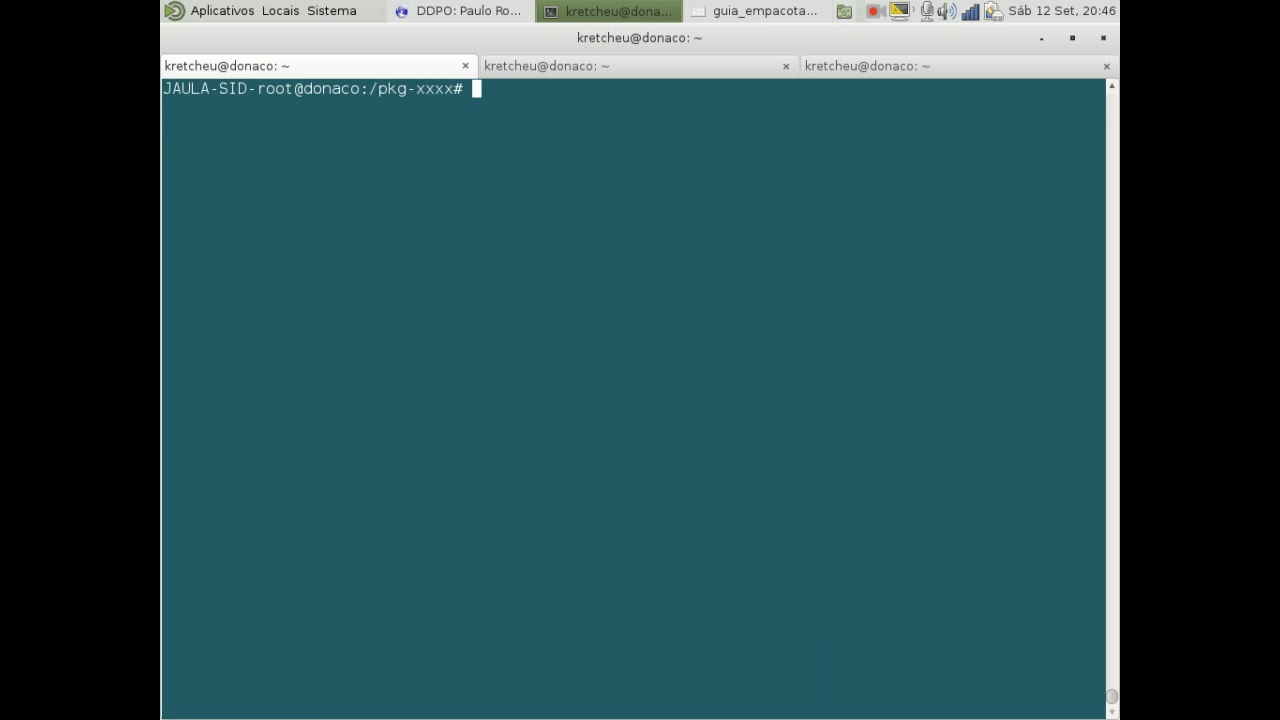 Aplicativos Locais Sistema DDPO: Paulo Ro... kretcheu@dona... guia_empacota... Sáb 12 Set, 20:46
kretcheu@donaco: ~
kretcheu@donaco: ~ kretcheu@donaco: ~ kretcheu@donaco: ~
JAULA-SID-root@donaco:/pkg-xxxx#